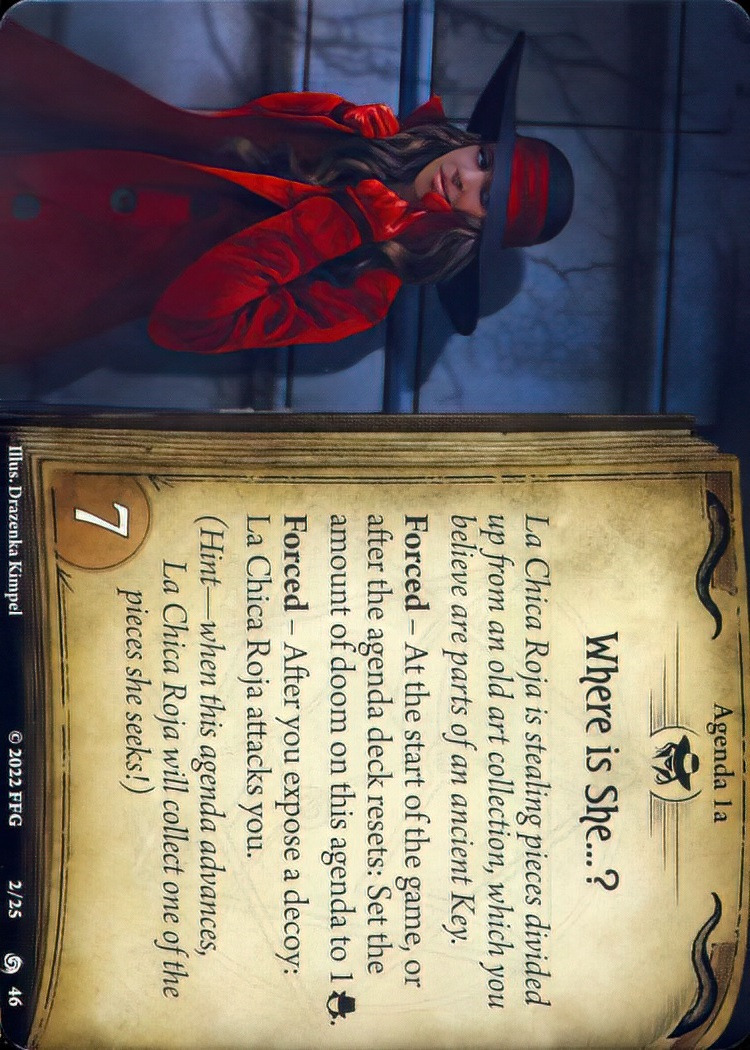 Agenda 1a
Where is She...?
La Chica Roja is stealing pieces divided
up from an old art collection, which you
believe are parts of an ancient Key.
Forced – At the start of the game, or
after the agenda deck resets: Set the
amount of doom on this agenda to 1 .
Forced – After you expose a decoy:
La Chica Roja attacks you.
(Hint—when this agenda advances,
La Chica Roja will collect one of the
pieces she seeks!)
7
Illus. Drazenka Kimpel © 2022 FFG 2/25 46